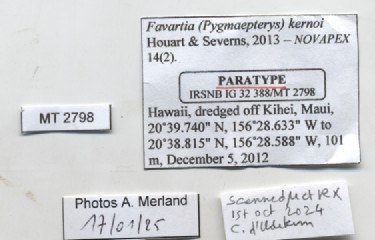 Favartia (Pygmaepterys) kernoi
Houart & Severns, 2013 – NOVAPEX
14(2).
PARATYPE
IRSNB IG 32 388/MT 2798
Hawaii, dredged off Kihei, Maui,
20°39.740" N, 156°28.633" W to
20°38.815" N, 156°28.588" W, 101
m, December 5, 2012
MT 2798
Photos A. Merland
17/01/25
Scanned
1st oct 2024
C. d'Udekem